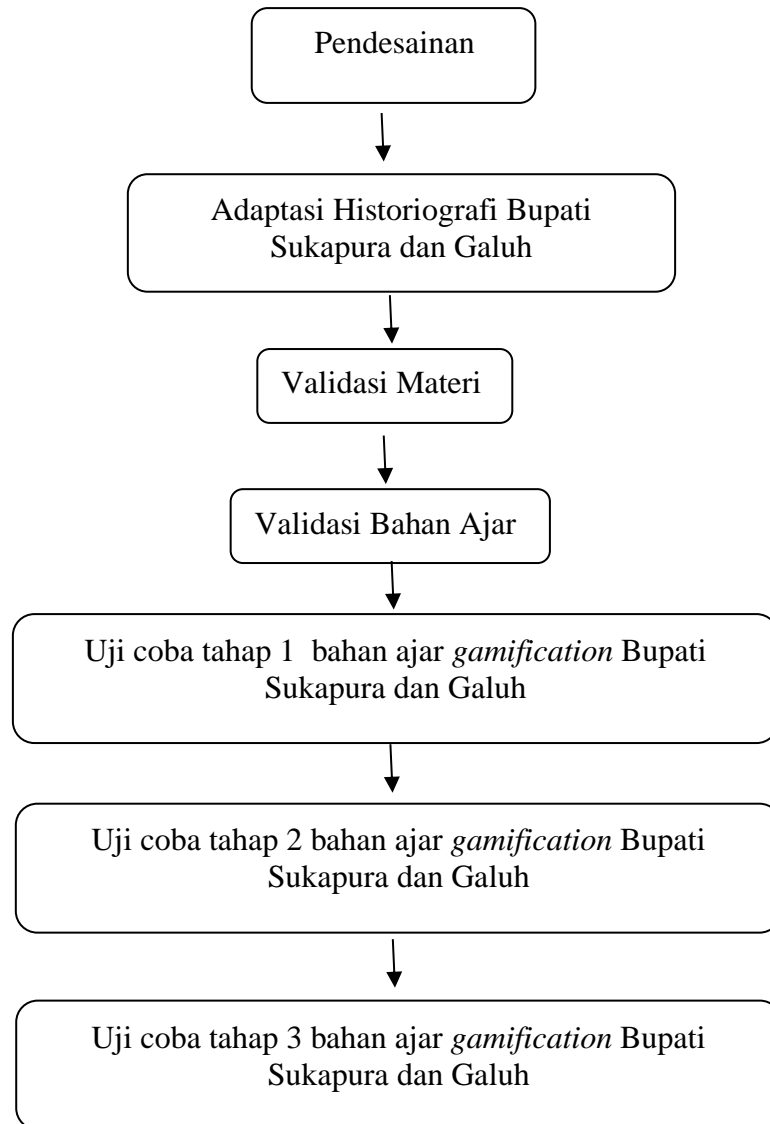 Pendesainan
Adaptasi Historiografi Bupati
Sukapura dan Galuh
Validasi Materi
Validasi Bahan Ajar
Uji coba tahap 1  bahan ajar gamification Bupati
Sukapura dan Galuh
Uji coba tahap 2 bahan ajar gamification Bupati
Sukapura dan Galuh
Uji coba tahap 3 bahan ajar gamification Bupati
Sukapura dan Galuh